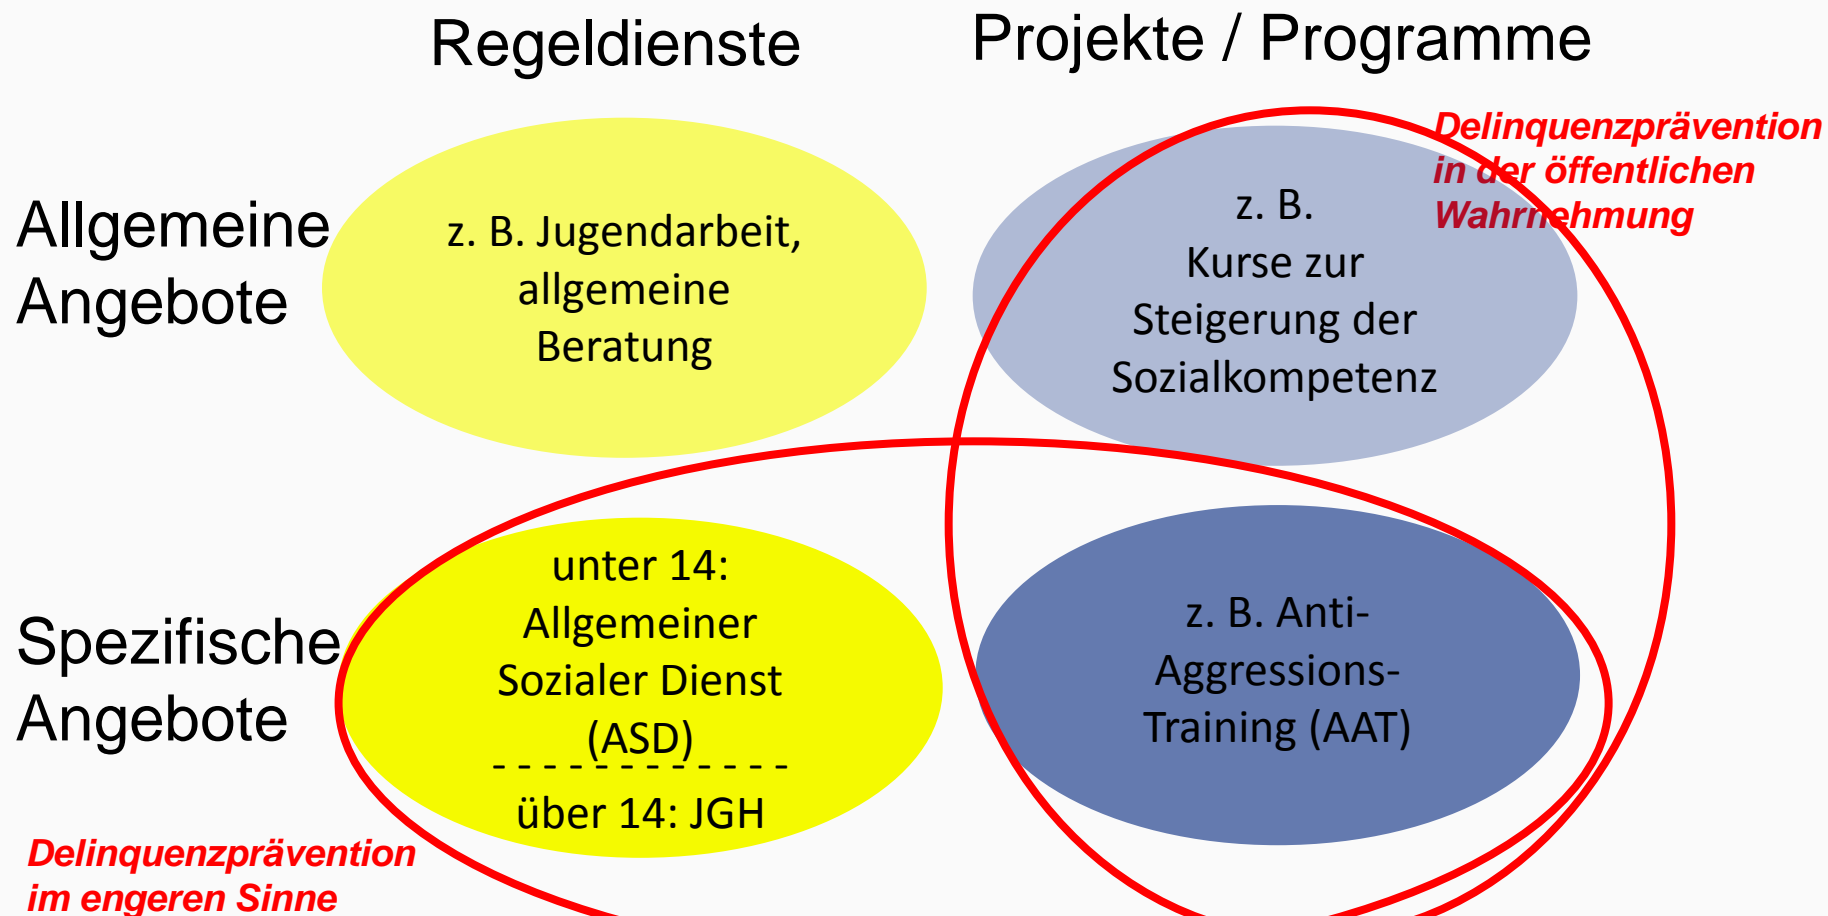 Regeldienste
Projekte / Programme
Delinquenzprävention
in der öffentlichen
Wahrnehmung
Allgemeine
Angebote
z. B. Jugendarbeit,
allgemeine
Beratung
z. B.
Kurse zur
Steigerung der
Sozialkompetenz
Spezifische
Angebote
unter 14:
Allgemeiner
Sozialer Dienst
(ASD)
- - - - - - - - - - - -
über 14: JGH
z. B. Anti-
Aggressions-
Training (AAT)
Delinquenzprävention
im engeren Sinne